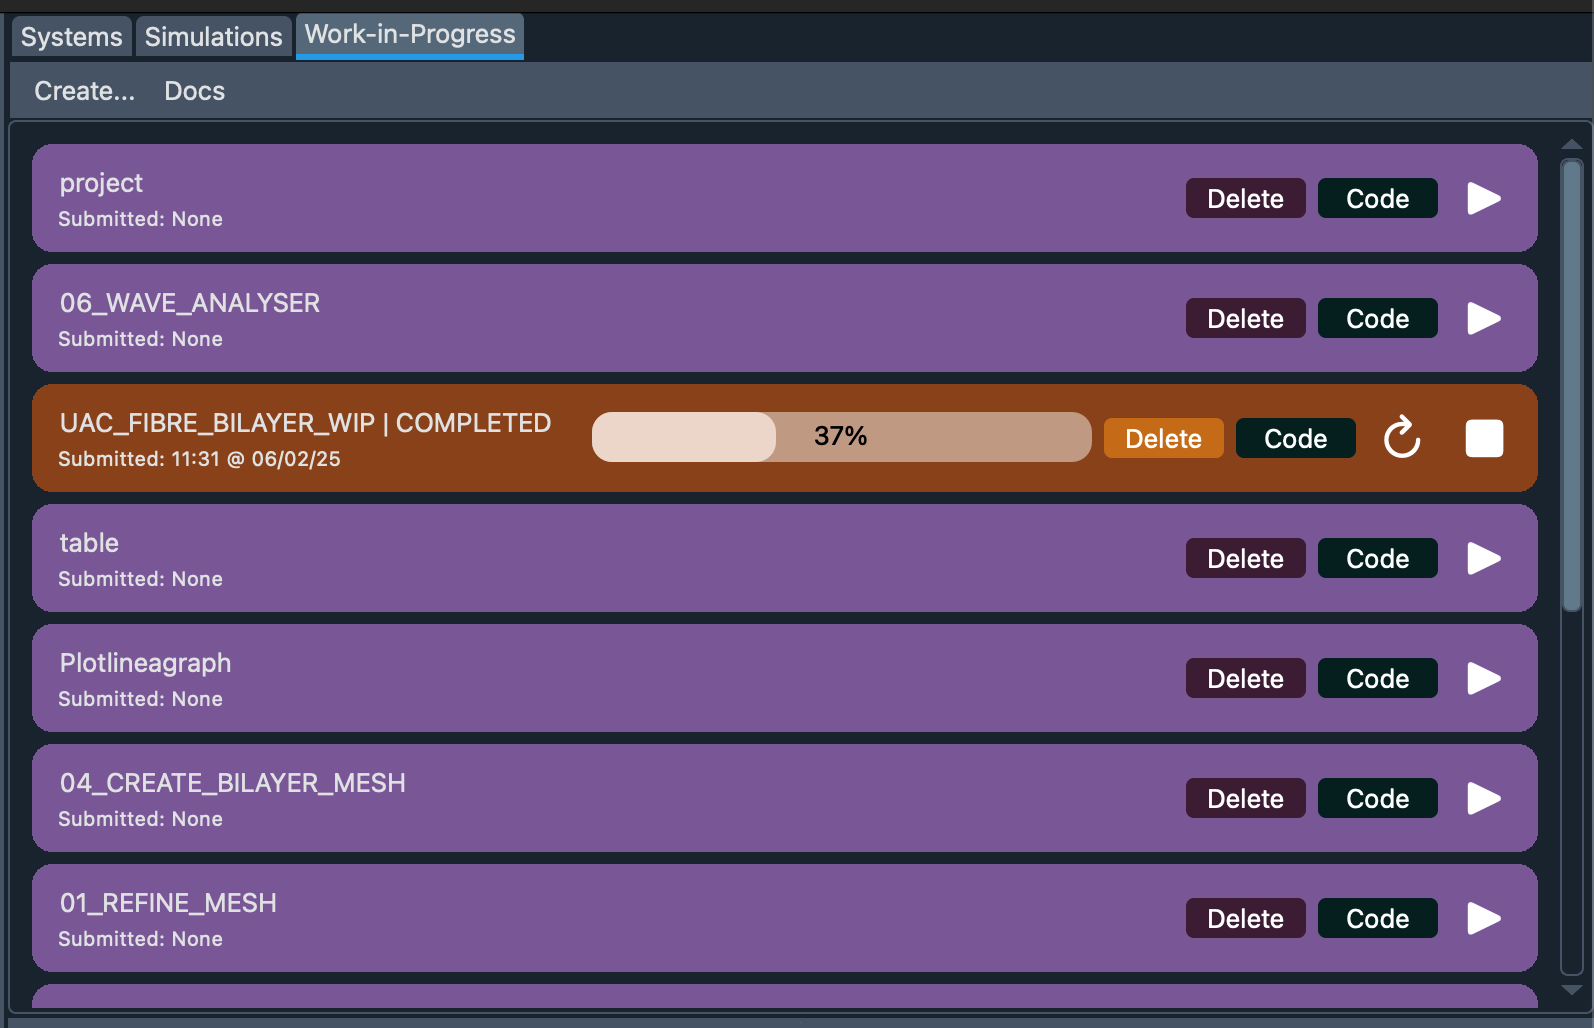 Systems Simulations Work-in-Progress
Create... Docs
project
Submitted: None
Delete Code
06_WAVE_ANALYSER
Submitted: None
Delete Code
UAC_FIBRE_BILAYER_WIP | COMPLETED
Submitted: 11:31 @ 06/02/25
37%
Delete Code
table
Submitted: None
Delete Code
Plotlineagraph
Submitted: None
Delete Code
04_CREATE_BILAYER_MESH
Submitted: None
Delete Code
01_REFINE_MESH
Submitted: None
Delete Code